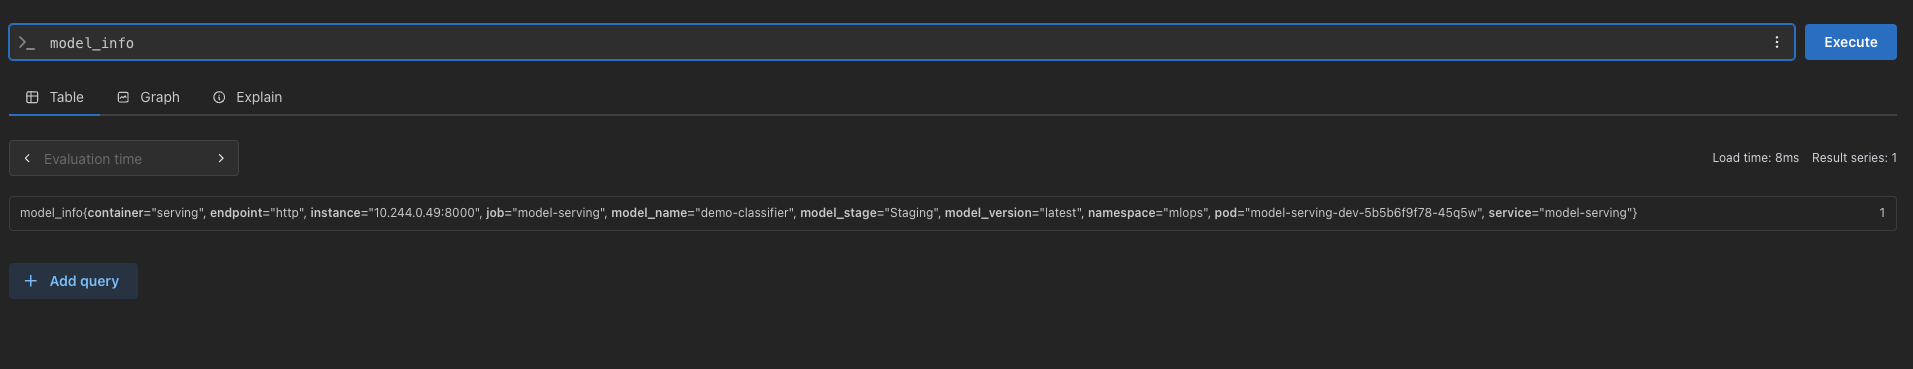 model_info
Execute
Table Graph Explain
Evaluation time
Load time: 8ms Result series: 1
model_info{container="serving", endpoint="http", instance="10.244.0.49:8000", job="model-serving", model_name="demo-classifier", model_stage="Staging", model_version="latest", namespace="mlops", pod="model-serving-dev-5b5b6f9f78-45q5w", service="model-serving"} 1
Add query